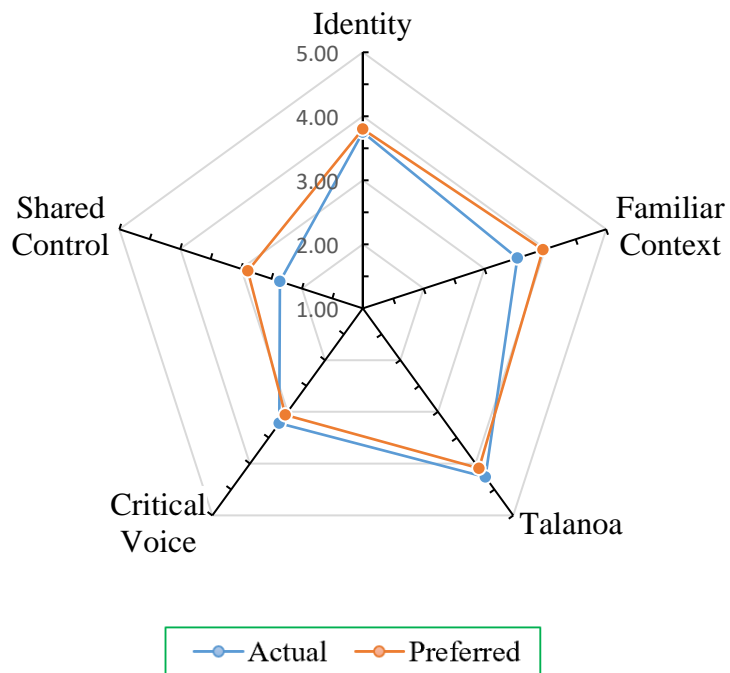 Identity
5.00
4.00
3.00
2.00
1.00
Familiar
Context
Talanoa
Critical
Voice
Shared
Control
Actual
Preferred